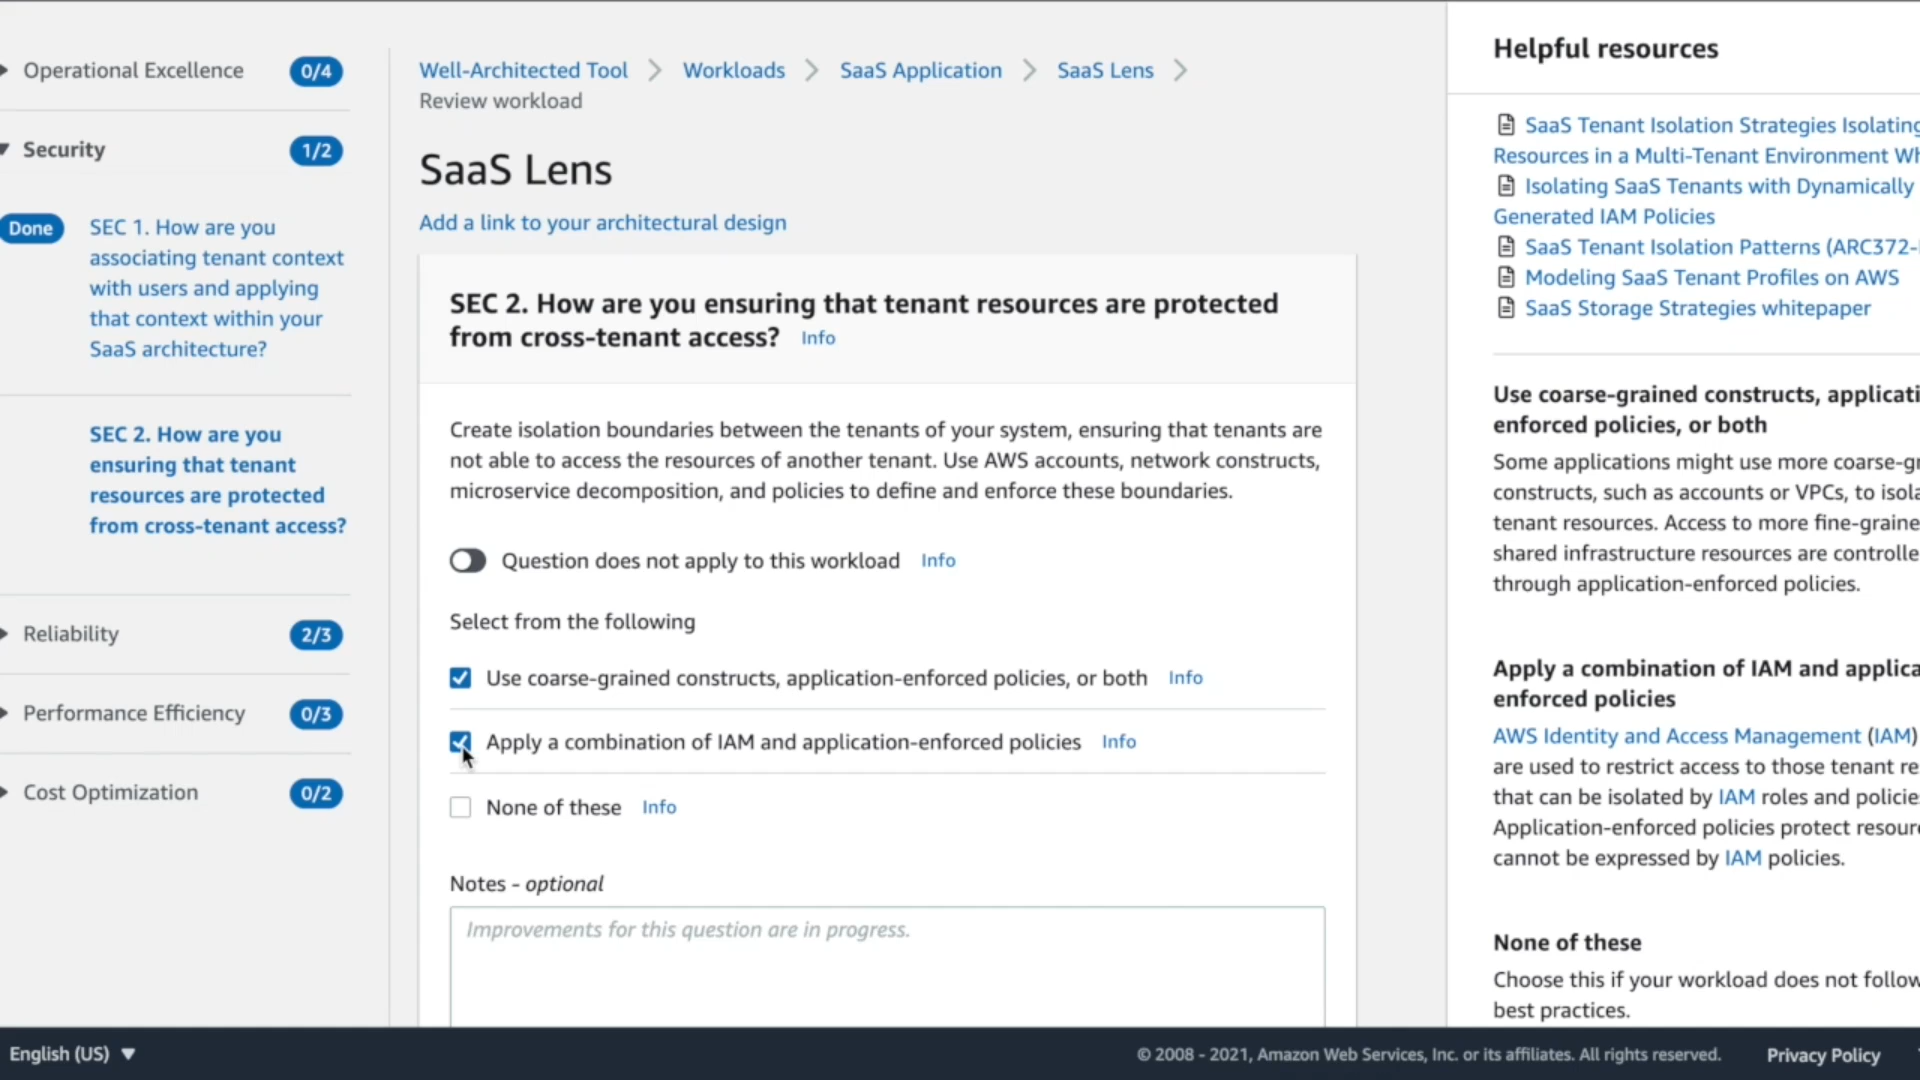 Operational Excellence 0/4
Security 1/2
Done
SEC 1. How are you
associating tenant context
with users and applying
that context within your
SaaS architecture?
SEC 2. How are you
ensuring that tenant
resources are protected
from cross-tenant access?
Reliability 2/3
Performance Efficiency 0/3
Cost Optimization 0/2
Well-Architected Tool Workloads SaaS Application SaaS Lens
Review workload
SaaS Lens
Add a link to your architectural design
SEC 2. How are you ensuring that tenant resources are protected
from cross-tenant access? Info
Create isolation boundaries between the tenants of your system, ensuring that tenants are
not able to access the resources of another tenant. Use AWS accounts, network constructs,
microservice decomposition, and policies to define and enforce these boundaries.
Question does not apply to this workload Info
Select from the following
Use coarse-grained constructs, application-enforced policies, or both Info
Apply a combination of IAM and application-enforced policies Info
None of these Info
Notes - optional
Improvements for this question are in progress.
Helpful resources
SaaS Tenant Isolation Strategies Isolating
Resources in a Multi-Tenant Environment
Isolating SaaS Tenants with Dynamically
Generated IAM Policies
SaaS Tenant Isolation Patterns (ARC372-
Modeling SaaS Tenant Profiles on AWS
SaaS Storage Strategies whitepaper
Use coarse-grained constructs,
enforced policies, or both
Some applications might use more
constructs, such as accounts or VPCs, to
tenant resources. Access to more
shared infrastructure resources are
through application-enforced policies.
Apply a combination of IAM and
enforced policies
AWS Identity and Access Management (IAM)
are used to restrict access to those tenant
that can be isolated by IAM roles and
Application-enforced policies protect
cannot be expressed by IAM policies.
None of these
Choose this if your workload does not follow
best practices.
English (US)
© 2008 - 2021, Amazon Web Services, Inc. or its affiliates. All rights reserved. Privacy Policy